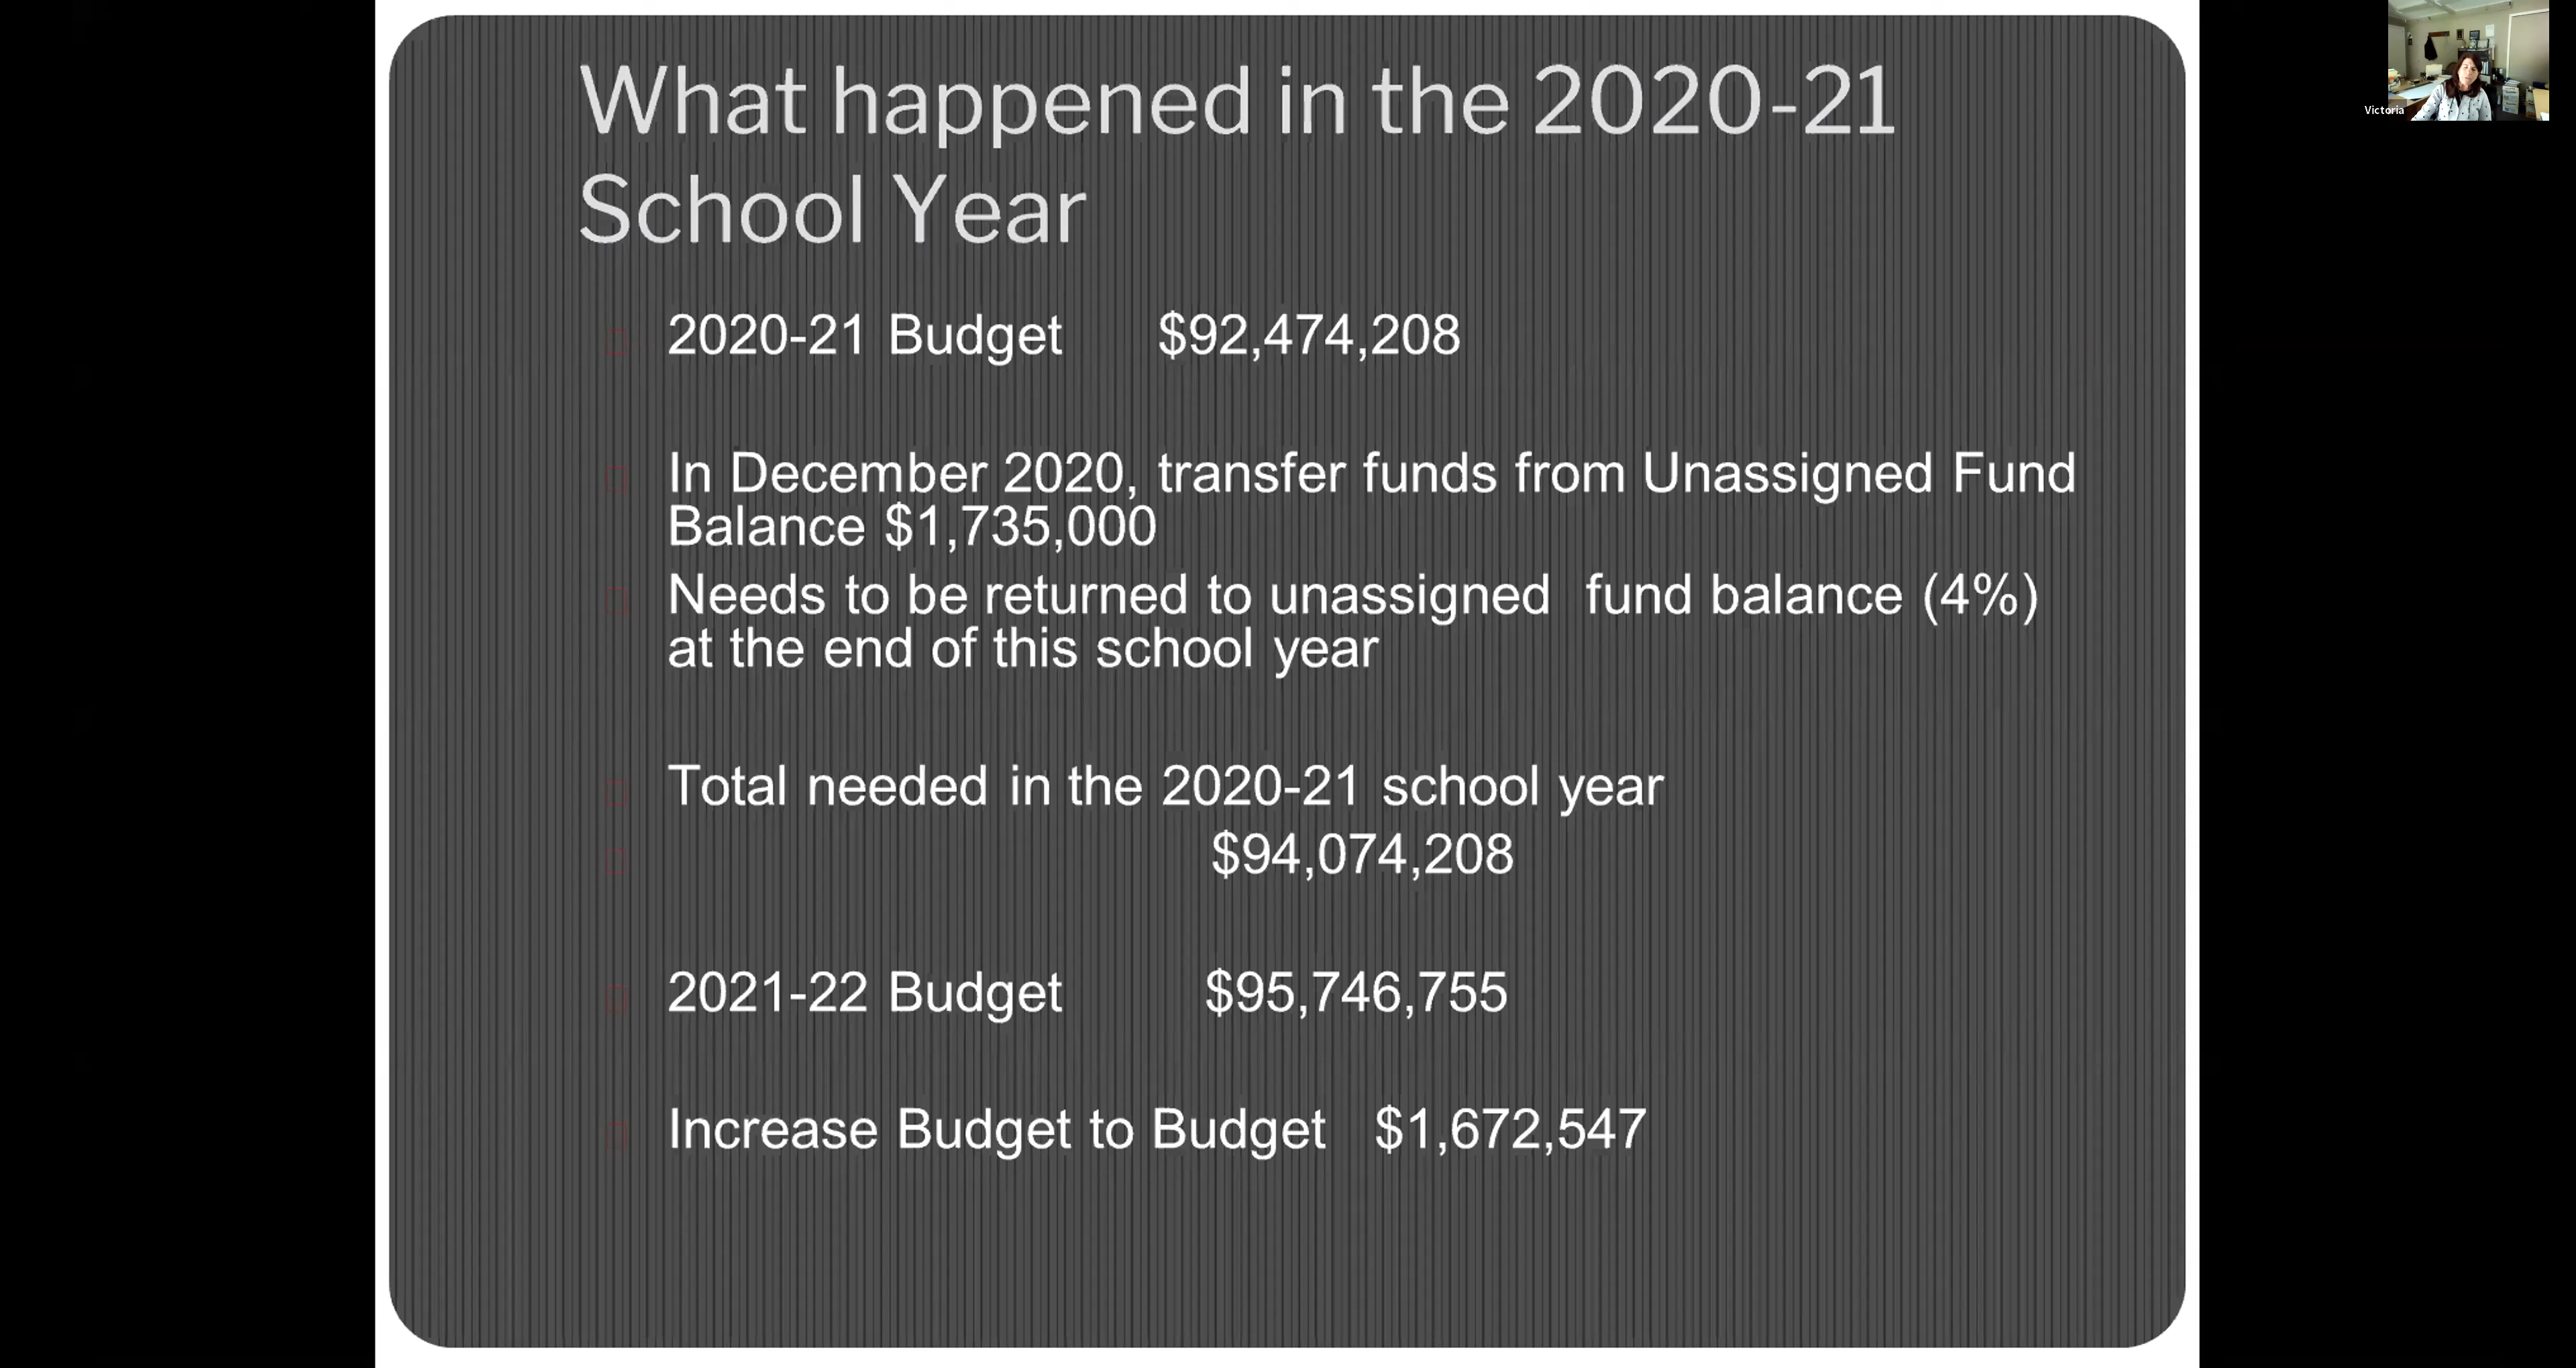 What happened in the 2020-21
School Year
2020-21 Budget $92,474,208
In December 2020, transfer funds from Unassigned Fund
Balance $1,735,000
Needs to be returned to unassigned fund balance (4%)
at the end of this school year
Total needed in the 2020-21 school year
$94,074,208
2021-22 Budget $95,746,755
Increase Budget to Budget $1,672,547
Victoria